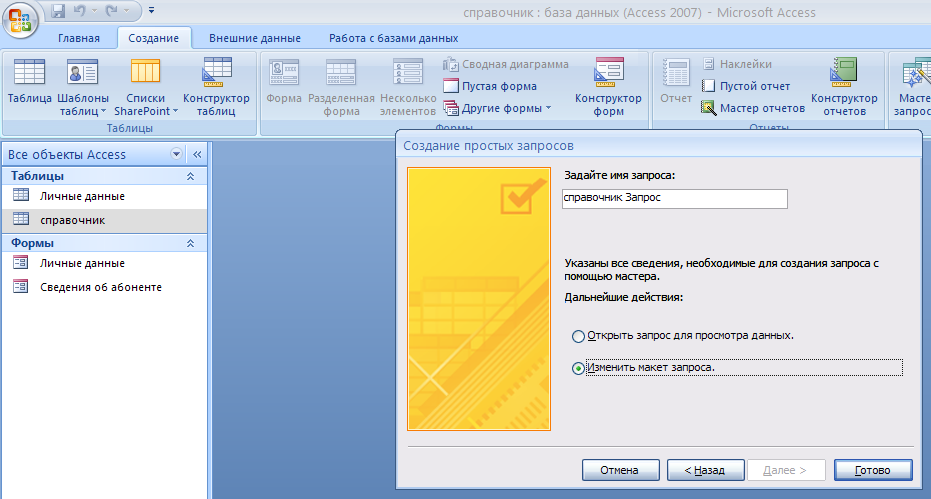 справочник : база данных (Access 2007) - Microsoft Access
Главная Создание Внешние данные Работа с базами данных
Таблица Шаблоны таблиц Списки SharePoint Конструктор таблиц
Таблицы
Форма Разделенная форма Несколько элементов
Сводная диаграмма
Пустая форма
Другие формы
Конструктор форм
Формы
Отчет
Наклейки
Пустой отчет
Мастер отчетов
Конструктор отчетов
Отчеты
Масте
запрос
Все объекты Access
Таблицы
Личные данные
справочник
Формы
Личные данные
Сведения об абоненте
Создание простых запросов
Задайте имя запроса:
справочник Запрос
Указаны все сведения, необходимые для создания запроса с
помощью мастера.
Дальнейшие действия:
Открыть запрос для просмотра данных.
Изменить макет запроса.
Отмена < Назад Далее > Готово